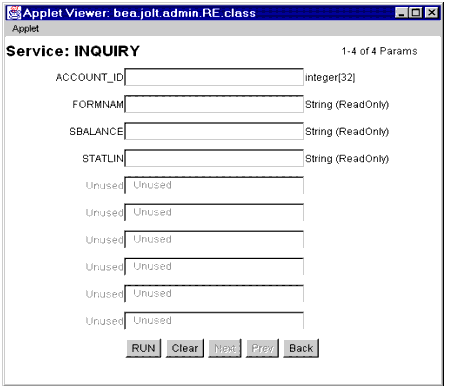 Applet Viewer: bea.jolt.admin.RE.class
Applet
Service: INQUIRY 1-4 of 4 Params
ACCOUNT_ID integer[32]
FORMNAM String (ReadOnly)
SBALANCE String (ReadOnly)
STATLIN String (ReadOnly)
Unused Unused
Unused Unused
Unused Unused
Unused Unused
Unused Unused
Unused Unused
RUN Clear Next Prev Back